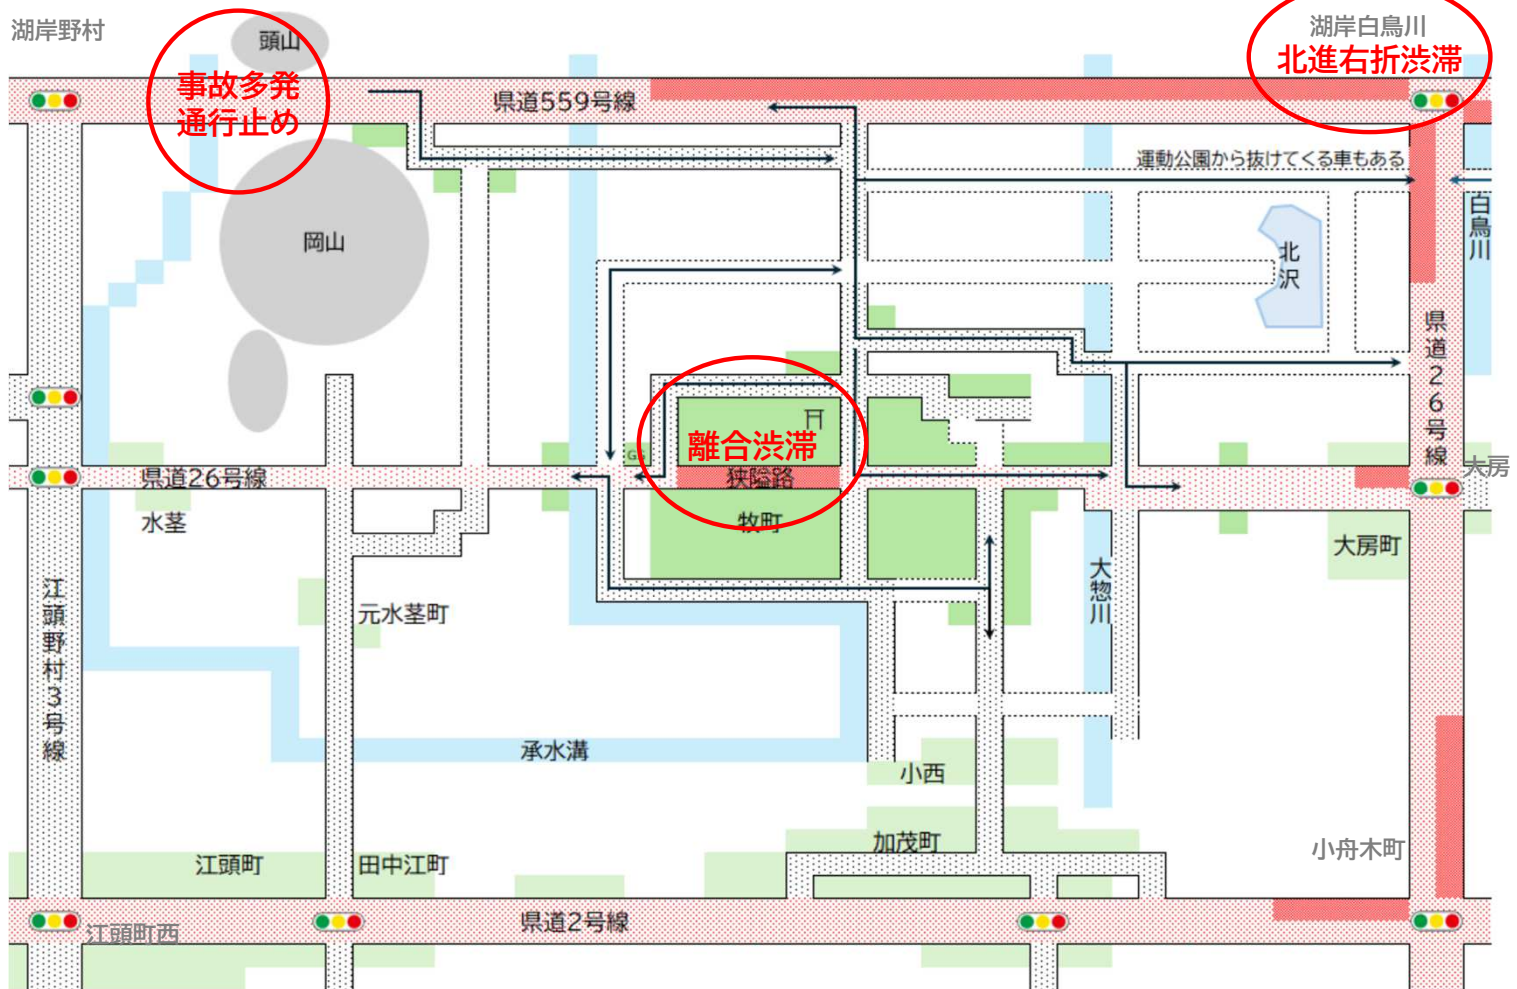 湖岸野村
頭山
湖岸白鳥川
北進右折渋滞
事故多発
通行止め
県道559号線
運動公園から抜けてくる車もある
白鳥川
岡山
北沢
県道26号線
離合渋滞
GS
狭隘路
県道26号線
大房
水茎
牧町
大房町
江頭野村3号線
元水茎町
大惣川
承水溝
小西
加茂町
小舟木町
江頭町
田中江町
県道2号線
江頭町西